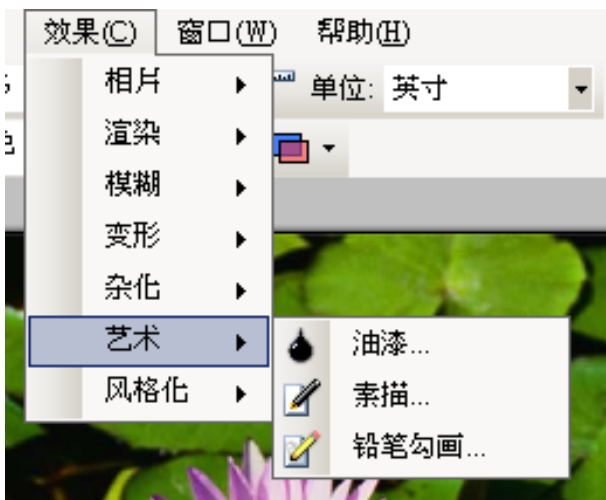 效果(C) 窗口(W) 帮助(H)
相片
单位: 英寸
渲染
模糊
变形
杂化
艺术
油漆...
风格化
素描...
铅笔勾画...